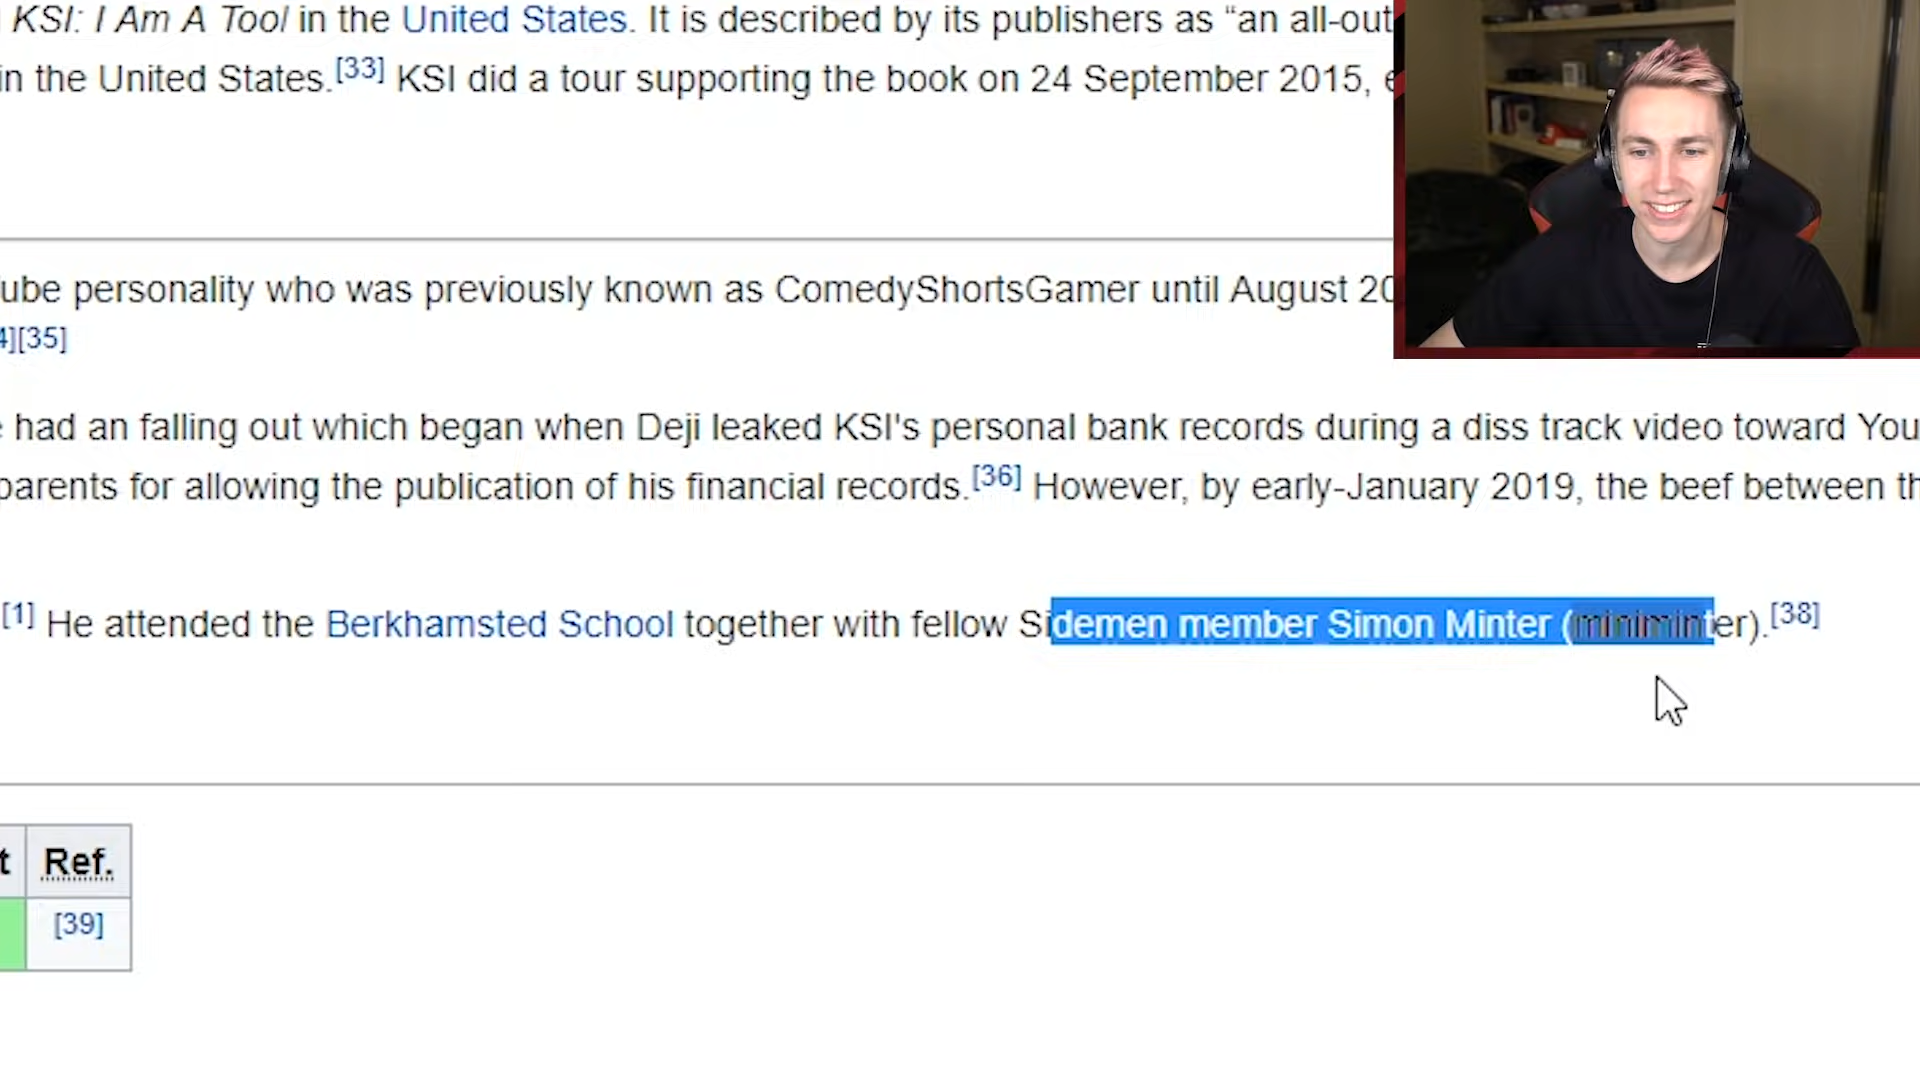 KSI: I Am A Tool in the United States. It is described by its publishers as “an all-out
in the United States.[33] KSI did a tour supporting the book on 24 September 2015, e
ube personality who was previously known as ComedyShortsGamer until August 20
4][35]
e had an falling out which began when Deji leaked KSI's personal bank records during a diss track video toward You
parents for allowing the publication of his financial records.[36] However, by early-January 2019, the beef between th
[1] He attended the Berkhamsted School together with fellow Sidemen member Simon Minter (miniminter).[38]
t Ref.
[39]